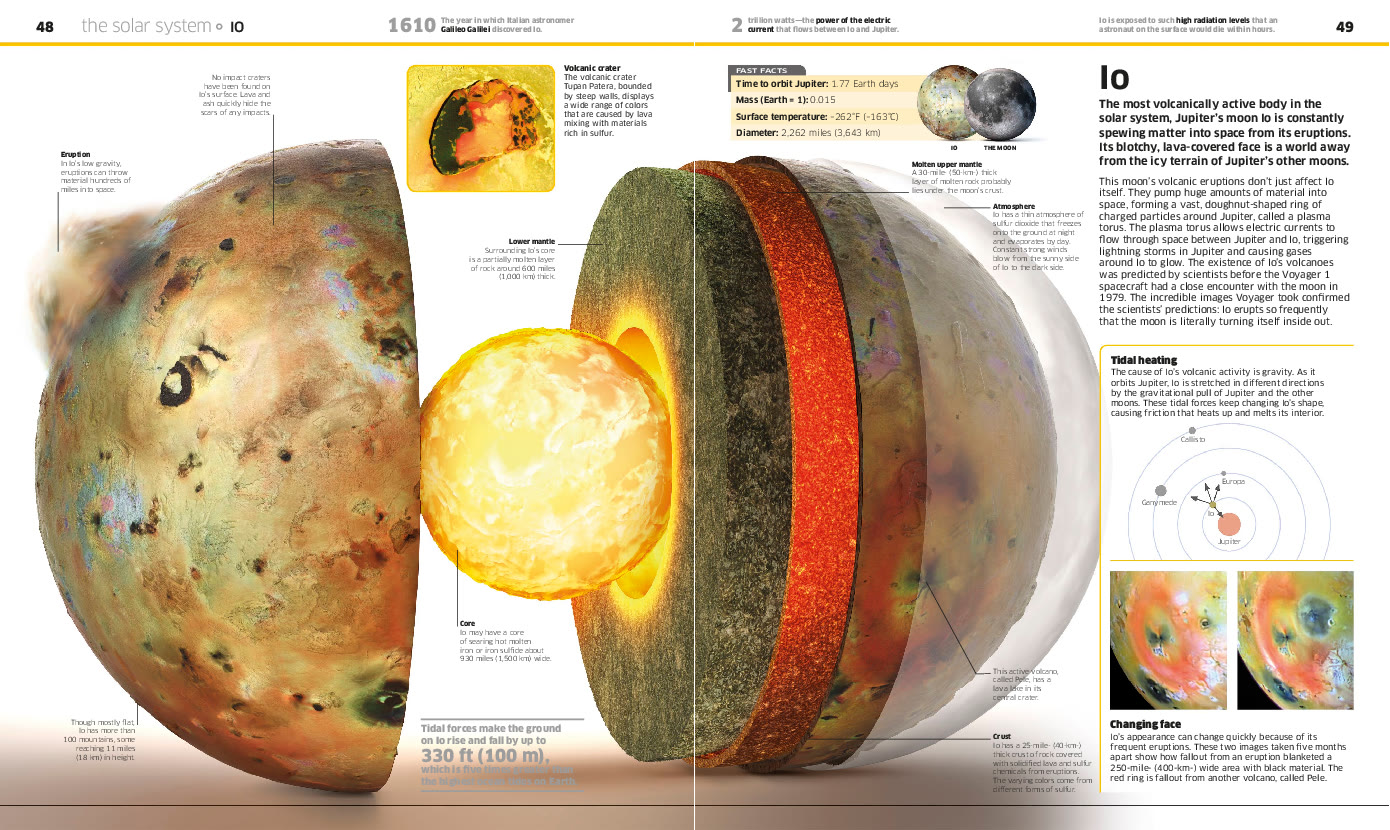 48
the solar system
IO
1610
The year in which Italian astronomer
Galileo Galilei discovered Io.
2
trillion watts—the power of the electric
current that flows between Io and Jupiter.
Io is exposed to such high radiation levels that an
astronaut on the surface would die within hours.
49
No impact craters
have been found on
Io's surface. Lava and
ash quickly hide the
scars of any impacts.
Eruption
In Io's low gravity,
eruptions can throw
material hundreds of
miles into space.
Volcanic crater
The volcanic crater
Tupan Patera, bounded
by steep walls, displays
a wide range of colors
that are caused by lava
mixing with materials
rich in sulfur.
Lower mantle
Surrounding Io's core
is a partially molten layer
of rock around 600 miles
(1,000 km) thick.
Core
Io may have a core
of searing hot molten
iron or iron sulfide about
930 miles (1,500 km) wide.
Though mostly flat,
Io has more than
100 mountains, some
reaching 11 miles
(18 km) in height.
Tidal forces make the ground
on Io rise and fall by up to
330 ft (100 m),
which is five times greater than
the highest ocean tides on Earth.
FAST FACTS
Time to orbit Jupiter: 1.77 Earth days
Mass (Earth = 1): 0.015
Surface temperature: -262°F (-163°C)
Diameter: 2,262 miles (3,643 km)
IO
THE MOON
Molten upper mantle
A 30-mile- (50-km-) thick
layer of molten rock probably
lies under the moon's crust.
Atmosphere
Io has a thin atmosphere of
sulfur dioxide that freezes
onto the ground at night
and evaporates by day.
Constant strong winds
blow from the sunny side
of Io to the dark side.
This active volcano,
called Pele, has a
lava lake in its
central crater.
Crust
Io has a 25-mile- (40-km-)
thick crust of rock covered
with solidified lava and sulfur
chemicals from eruptions.
The varying colors come from
different forms of sulfur.
Io
The most volcanically active body in the
solar system, Jupiter's moon Io is constantly
spewing matter into space from its eruptions.
Its blotchy, lava-covered face is a world away
from the icy terrain of Jupiter's other moons.
This moon's volcanic eruptions don't just affect Io
itself. They pump huge amounts of material into
space, forming a vast, doughnut-shaped ring of
charged particles around Jupiter, called a plasma
torus. The plasma torus allows electric currents to
flow through space between Jupiter and Io, triggering
lightning storms in Jupiter and causing gases
around Io to glow. The existence of Io's volcanoes
was predicted by scientists before the Voyager 1
spacecraft had a close encounter with the moon in
1979. The incredible images Voyager took confirmed
the scientists' predictions: Io erupts so frequently
that the moon is literally turning itself inside out.
Tidal heating
The cause of Io's volcanic activity is gravity. As it
orbits Jupiter, Io is stretched in different directions
by the gravitational pull of Jupiter and the other
moons. These tidal forces keep changing Io's shape,
causing friction that heats up and melts its interior.
Callisto
Europa
Ganymede
Io
Jupiter
Changing face
Io's appearance can change quickly because of its
frequent eruptions. These two images taken five months
apart show how fallout from an eruption blanketed a
250-mile- (400-km-) wide area with black material. The
red ring is fallout from another volcano, called Pele.